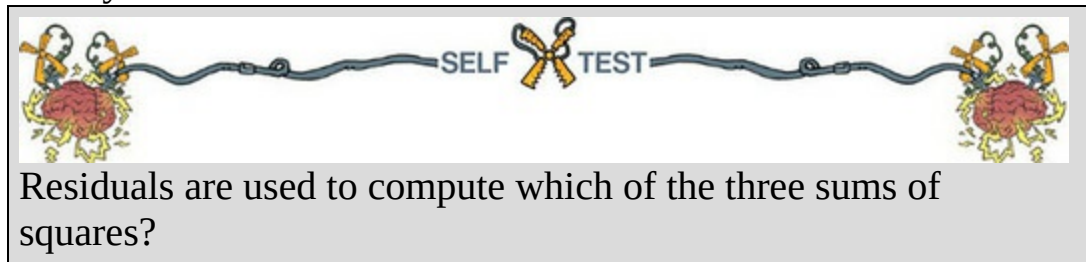 SELF TEST
Residuals are used to compute which of the three sums of
squares?